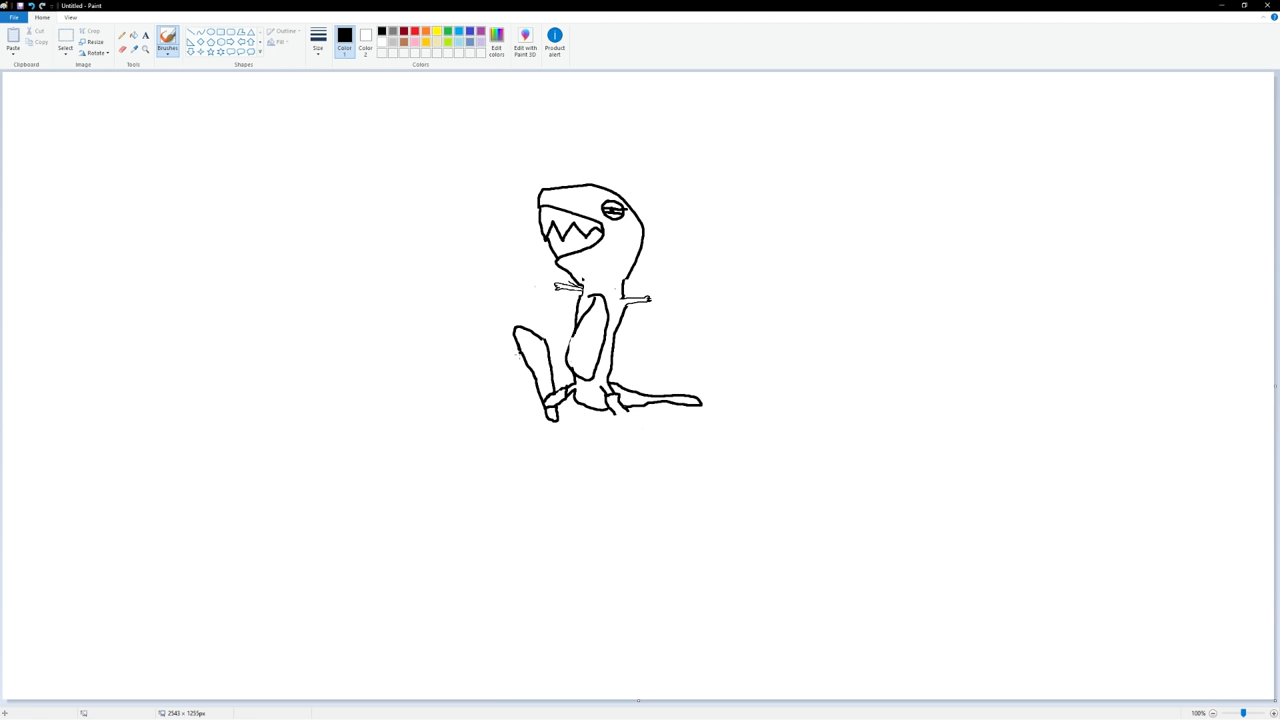 Untitled - Paint
File Home View
Paste
Cut
Copy
Clipboard
Select
Crop
Resize
Rotate
Image
A
Tools
Brushes
Shapes
Outline
Fill
Size
Color 1
Color 2
Edit colors
Colors
Edit with Paint 3D
Product alert
2543 × 1255px
100%